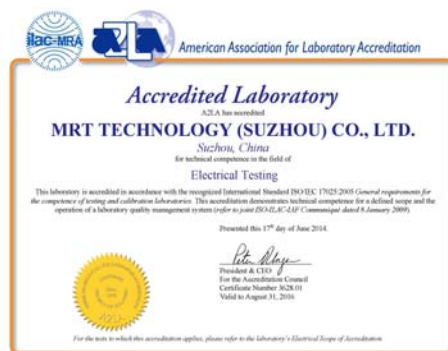 ilac-MRA
A2LA
American Association for Laboratory Accreditation
Accredited Laboratory
A2LA has accredited
MRT TECHNOLOGY (SUZHOU) CO., LTD.
Suzhou, China
for technical competence in the field of
Electrical Testing
This laboratory is accredited in accordance with the recognized International Standard ISO/IEC 17025:2005 General requirements for
the competence of testing and calibration laboratories. This accreditation demonstrates technical competence for a defined scope and the
operation of a laboratory quality management system (refer to joint ISO-ILAC-IAF Communiqué dated 8 January 2009).
Presented this 17th day of June 2014.
President & CEO
For the Accreditation Council
Certificate Number 3628.01
Valid to August 31, 2016
A2LA
For the tests to which this accreditation applies, please refer to the laboratory's Electrical Scope of Accreditation.